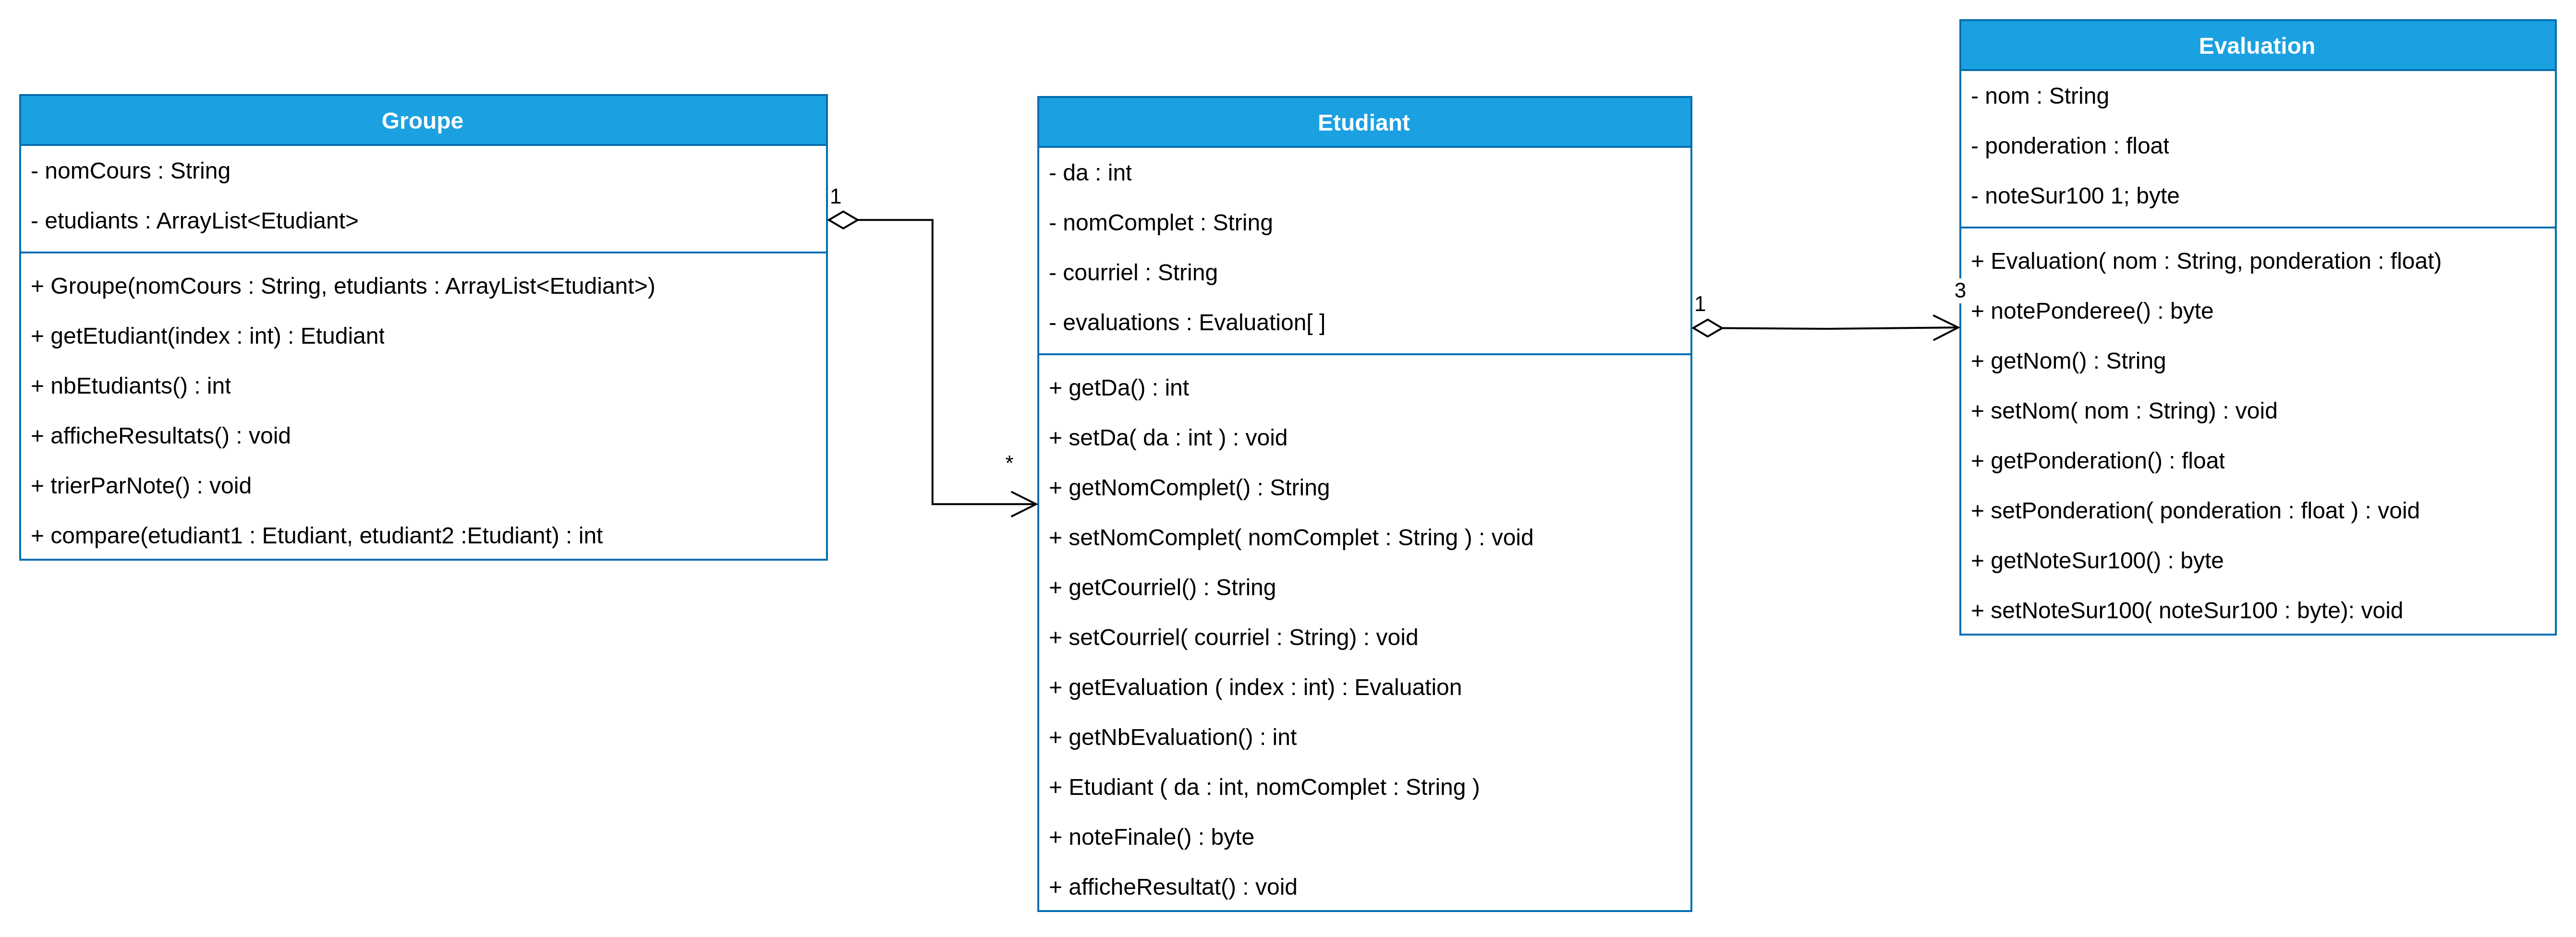 Groupe
- nomCours : String
- etudiants : ArrayList<Etudiant>
+ Groupe(nomCours : String, etudiants : ArrayList<Etudiant>)
+ getEtudiant(index : int) : Etudiant
+ nbEtudiants() : int
+ afficheResultats() : void
+ trierParNote() : void
+ compare(etudiant1 : Etudiant, etudiant2 :Etudiant) : int
1
*
Etudiant
- da : int
- nomComplet : String
- courriel : String
- evaluations : Evaluation[ ]
+ getDa() : int
+ setDa( da : int ) : void
+ getNomComplet() : String
+ setNomComplet( nomComplet : String ) : void
+ getCourriel() : String
+ setCourriel( courriel : String) : void
+ getEvaluation ( index : int) : Evaluation
+ getNbEvaluation() : int
+ Etudiant ( da : int, nomComplet : String )
+ noteFinale() : byte
+ afficheResultat() : void
1
3
Evaluation
- nom : String
- ponderation : float
- noteSur100 1; byte
+ Evaluation( nom : String, ponderation : float)
+ notePonderee() : byte
+ getNom() : String
+ setNom( nom : String) : void
+ getPonderation() : float
+ setPonderation( ponderation : float ) : void
+ getNoteSur100() : byte
+ setNoteSur100( noteSur100 : byte): void